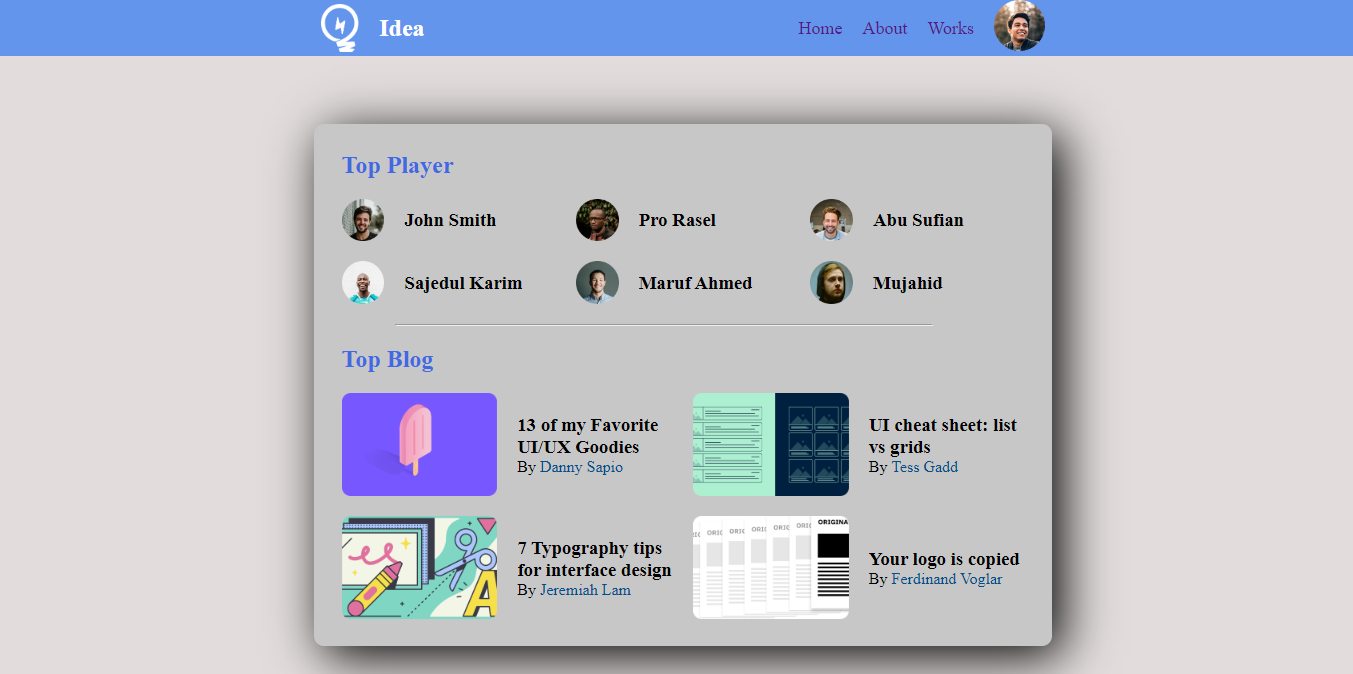 Idea
Home About Works
Top Player
John Smith
Pro Rasel
Abu Sufian
Sajedul Karim
Maruf Ahmed
Mujahid
Top Blog
13 of my Favorite
UI/UX Goodies
By Danny Sapio
UI cheat sheet: list
vs grids
By Tess Gadd
7 Typography tips
for interface design
By Jeremiah Lam
ORIGINA
Your logo is copied
By Ferdinand Voglar